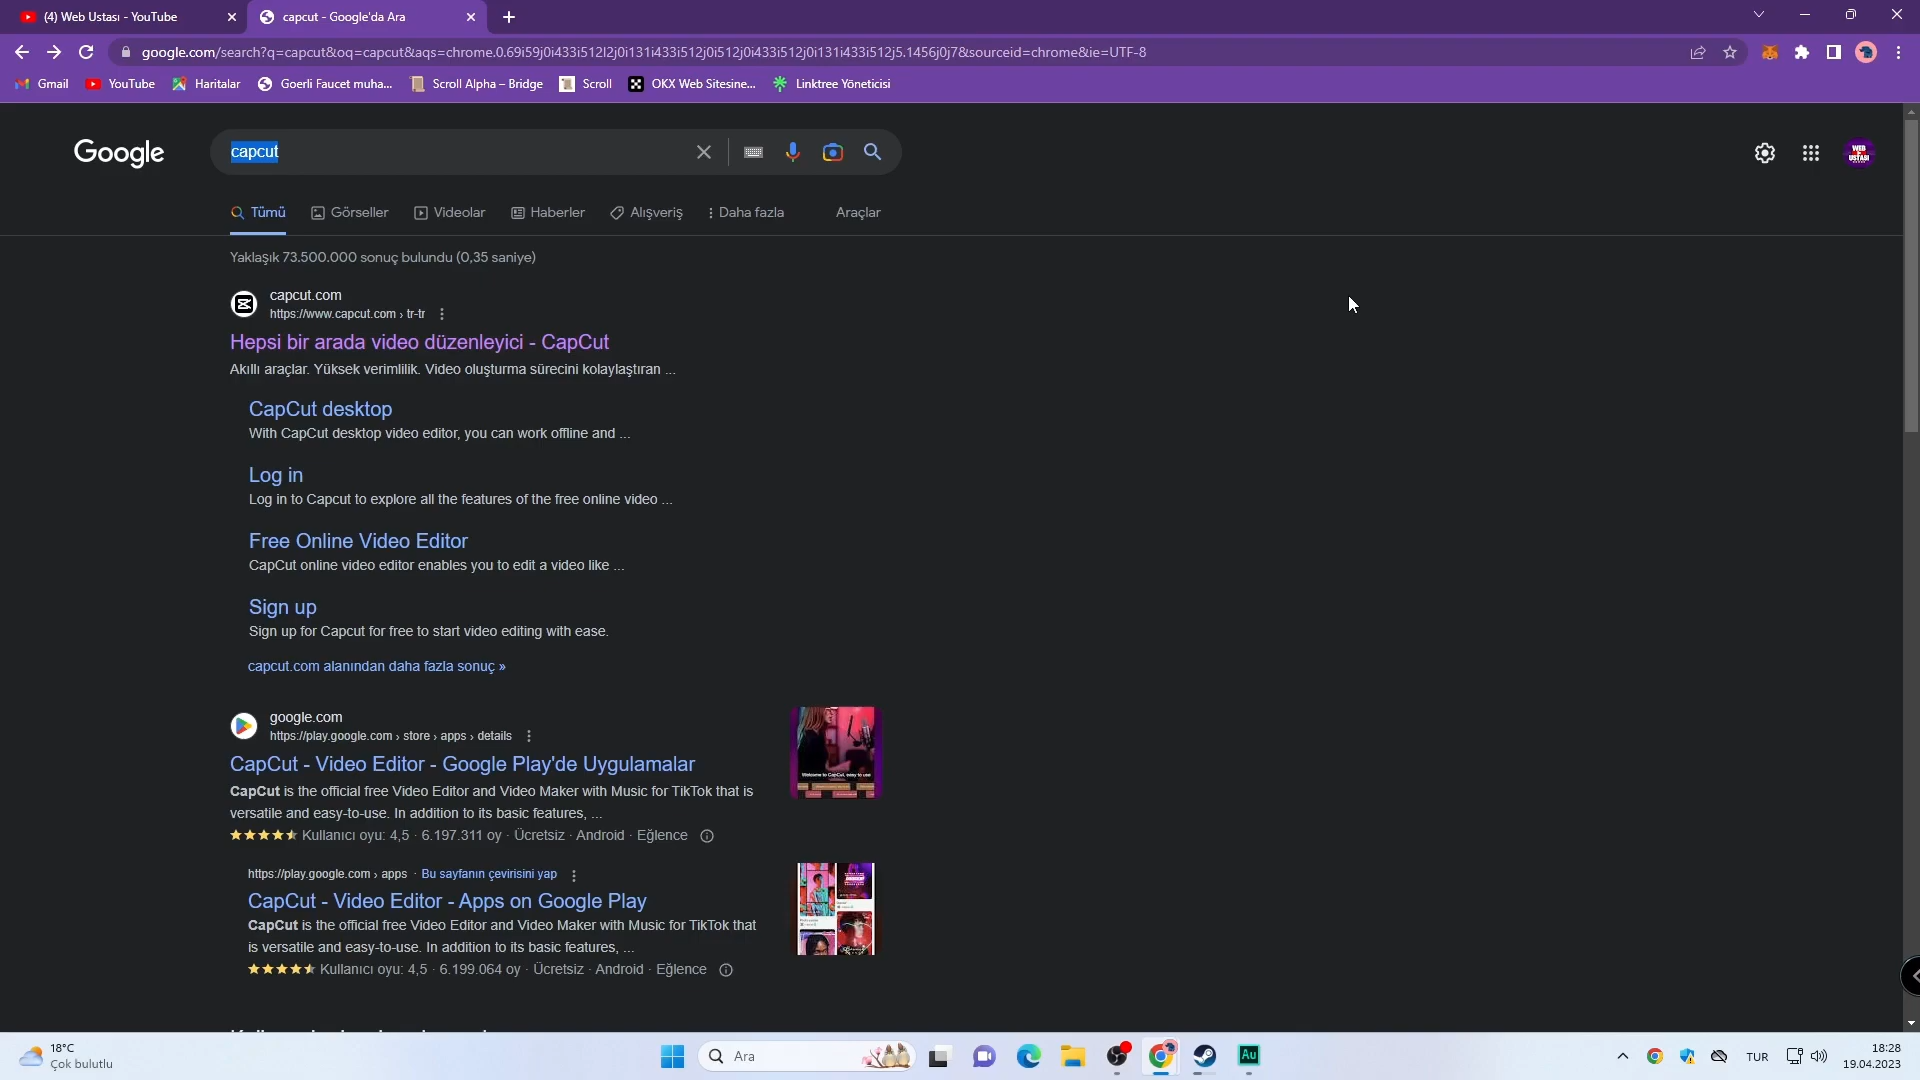 (4) Web Ustası - YouTube
capcut - Google'da Ara
google.com/search?q=capcut&oq=capcut&aqs=chrome.0.69i59j0i433i512l2j0i131i433i512j0i512j0i433i512j0i131i433i512j5.1456j0j7&sourceid=chrome&ie=UTF-8
Gmail
YouTube
Haritalar
Goerli Faucet muha...
Scroll Alpha – Bridge
Scroll
OKX Web Sitesine...
Linktree Yöneticisi
Google
capcut
WEB USTASI
Tümü
Görseller
Videolar
Haberler
Alışveriş
Daha fazla
Araçlar
Yaklaşık 73.500.000 sonuç bulundu (0,35 saniye)
capcut.com
https://www.capcut.com › tr-tr
Hepsi bir arada video düzenleyici - CapCut
Akıllı araçlar. Yüksek verimlilik. Video oluşturma sürecini kolaylaştıran ...
CapCut desktop
With CapCut desktop video editor, you can work offline and ...
Log in
Log in to Capcut to explore all the features of the free online video ...
Free Online Video Editor
CapCut online video editor enables you to edit a video like ...
Sign up
Sign up for Capcut for free to start video editing with ease.
capcut.com alanından daha fazla sonuç »
google.com
https://play.google.com › store › apps › details
CapCut - Video Editor - Google Play'de Uygulamalar
CapCut is the official free Video Editor and Video Maker with Music for TikTok that is
versatile and easy-to-use. In addition to its basic features, ...
Kullanıcı oyu: 4,5 · 6.197.311 oy · Ücretsiz · Android · Eğlence
Welcome to CapCut, easy to use
https://play.google.com › apps · Bu sayfanın çevirisini yap
CapCut - Video Editor - Apps on Google Play
CapCut is the official free Video Editor and Video Maker with Music for TikTok that
is versatile and easy-to-use. In addition to its basic features, ...
Kullanıcı oyu: 4,5 · 6.199.064 oy · Ücretsiz · Android · Eğlence
18°C
Çok bulutlu
Ara
Au
TUR
18:28
19.04.2023